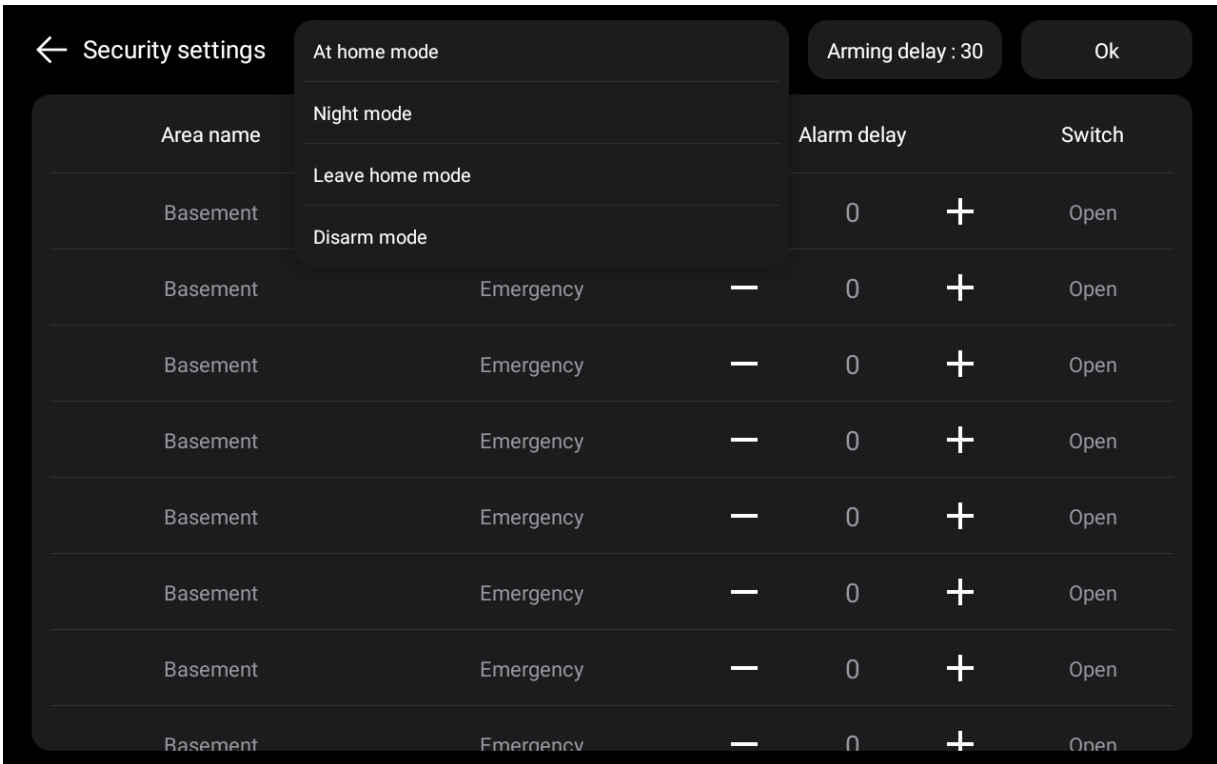 Security settings
At home mode
Night mode
Leave home mode
Disarm mode
Arming delay : 30
Ok
Area name Alarm delay Switch
Basement 0 Open
Basement Emergency 0 Open
Basement Emergency 0 Open
Basement Emergency 0 Open
Basement Emergency 0 Open
Basement Emergency 0 Open
Basement Emergency 0 Open
Basement Emergency 0 Open